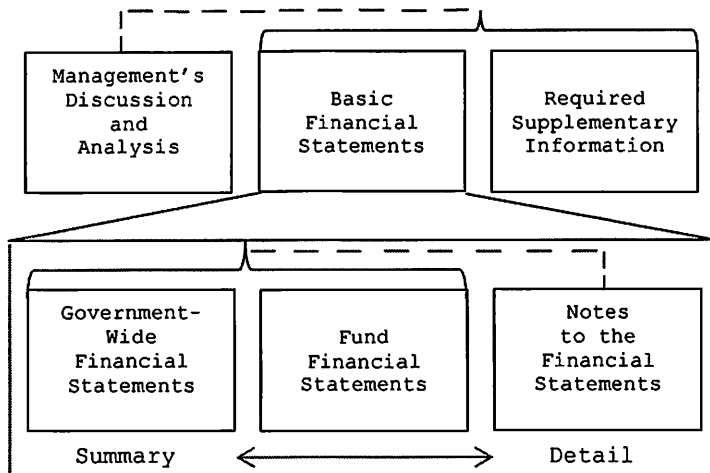 Management's
Discussion
and
Analysis
Basic
Financial
Statements
Required
Supplementary
Information
Government-
Wide
Financial
Statements
Fund
Financial
Statements
Notes
to the
Financial
Statements
Summary
Detail